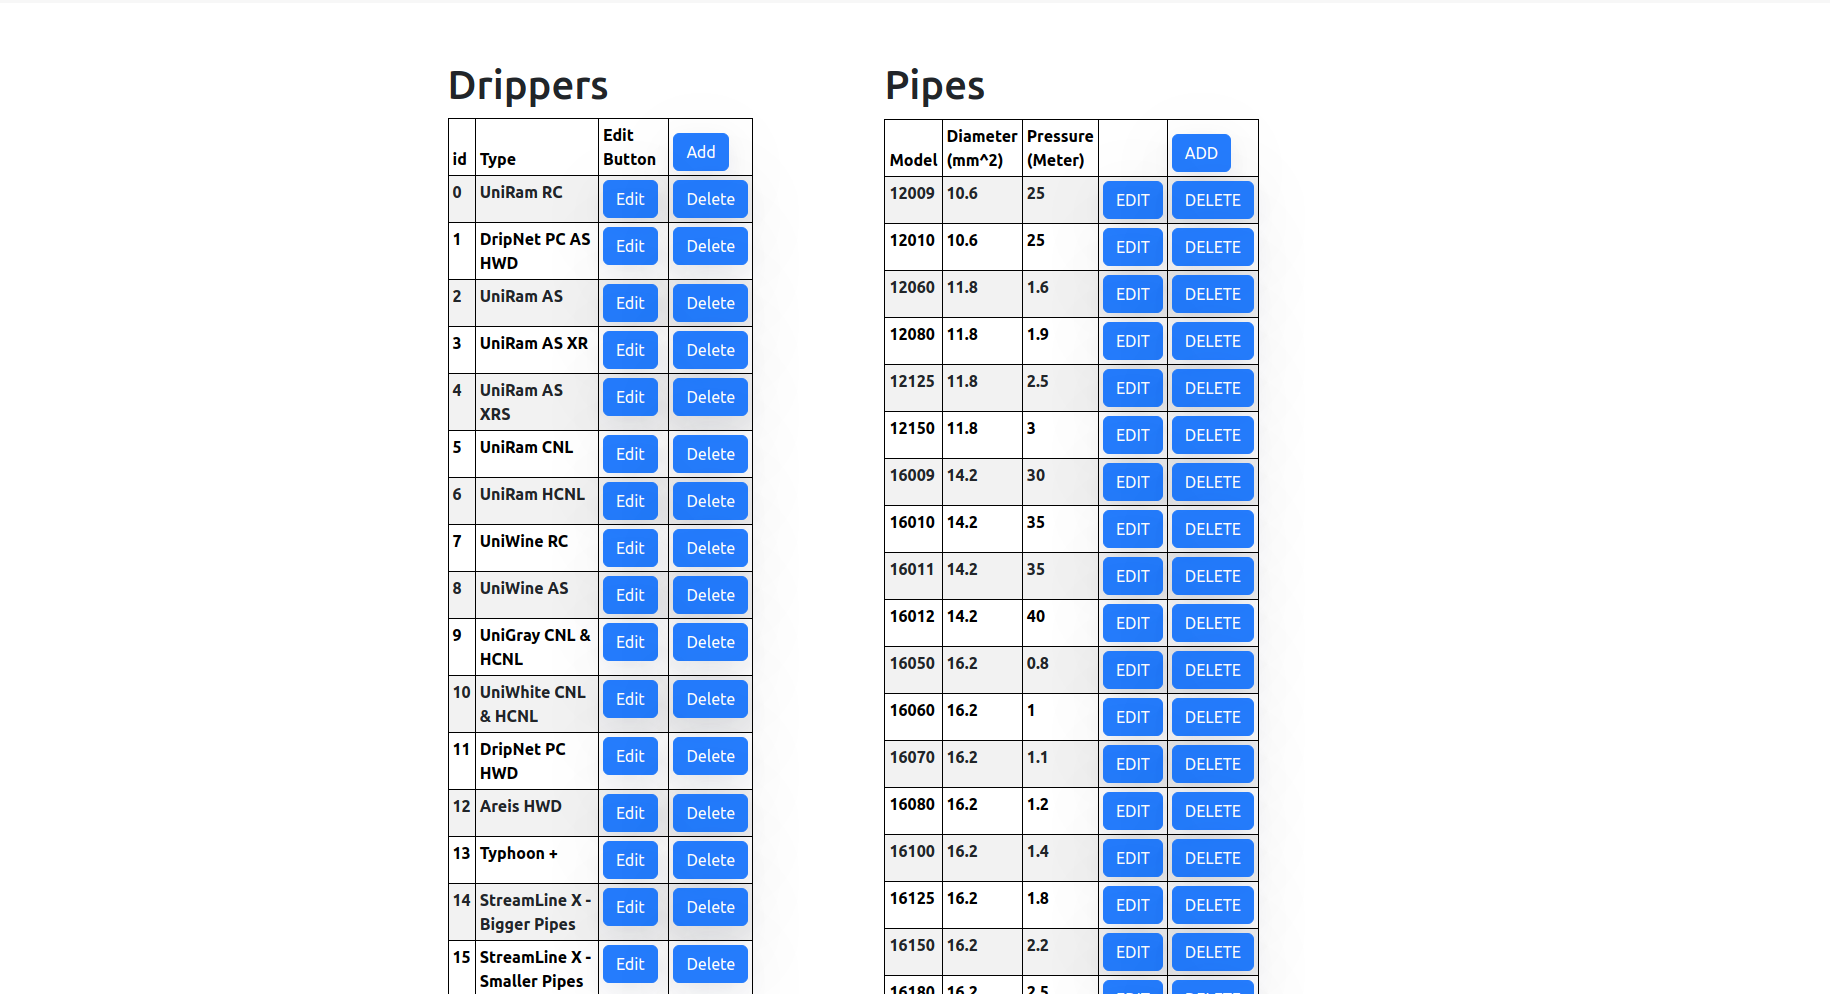 Drippers
id Type Edit Button Add
0 UniRam RC Edit Delete
1 DripNet PC AS HWD Edit Delete
2 UniRam AS Edit Delete
3 UniRam AS XR Edit Delete
4 UniRam AS XRS Edit Delete
5 UniRam CNL Edit Delete
6 UniRam HCNL Edit Delete
7 UniWine RC Edit Delete
8 UniWine AS Edit Delete
9 UniGray CNL & HCNL Edit Delete
10 UniWhite CNL & HCNL Edit Delete
11 DripNet PC HWD Edit Delete
12 Areis HWD Edit Delete
13 Typhoon + Edit Delete
14 StreamLine X - Bigger Pipes Edit Delete
15 StreamLine X - Smaller Pipes Edit Delete
Pipes
Model Diameter (mm^2) Pressure (Meter) ADD
12009 10.6 25 EDIT DELETE
12010 10.6 25 EDIT DELETE
12060 11.8 1.6 EDIT DELETE
12080 11.8 1.9 EDIT DELETE
12125 11.8 2.5 EDIT DELETE
12150 11.8 3 EDIT DELETE
16009 14.2 30 EDIT DELETE
16010 14.2 35 EDIT DELETE
16011 14.2 35 EDIT DELETE
16012 14.2 40 EDIT DELETE
16050 16.2 0.8 EDIT DELETE
16060 16.2 1 EDIT DELETE
16070 16.2 1.1 EDIT DELETE
16080 16.2 1.2 EDIT DELETE
16100 16.2 1.4 EDIT DELETE
16125 16.2 1.8 EDIT DELETE
16150 16.2 2.2 EDIT DELETE
16180 16.2 2.5